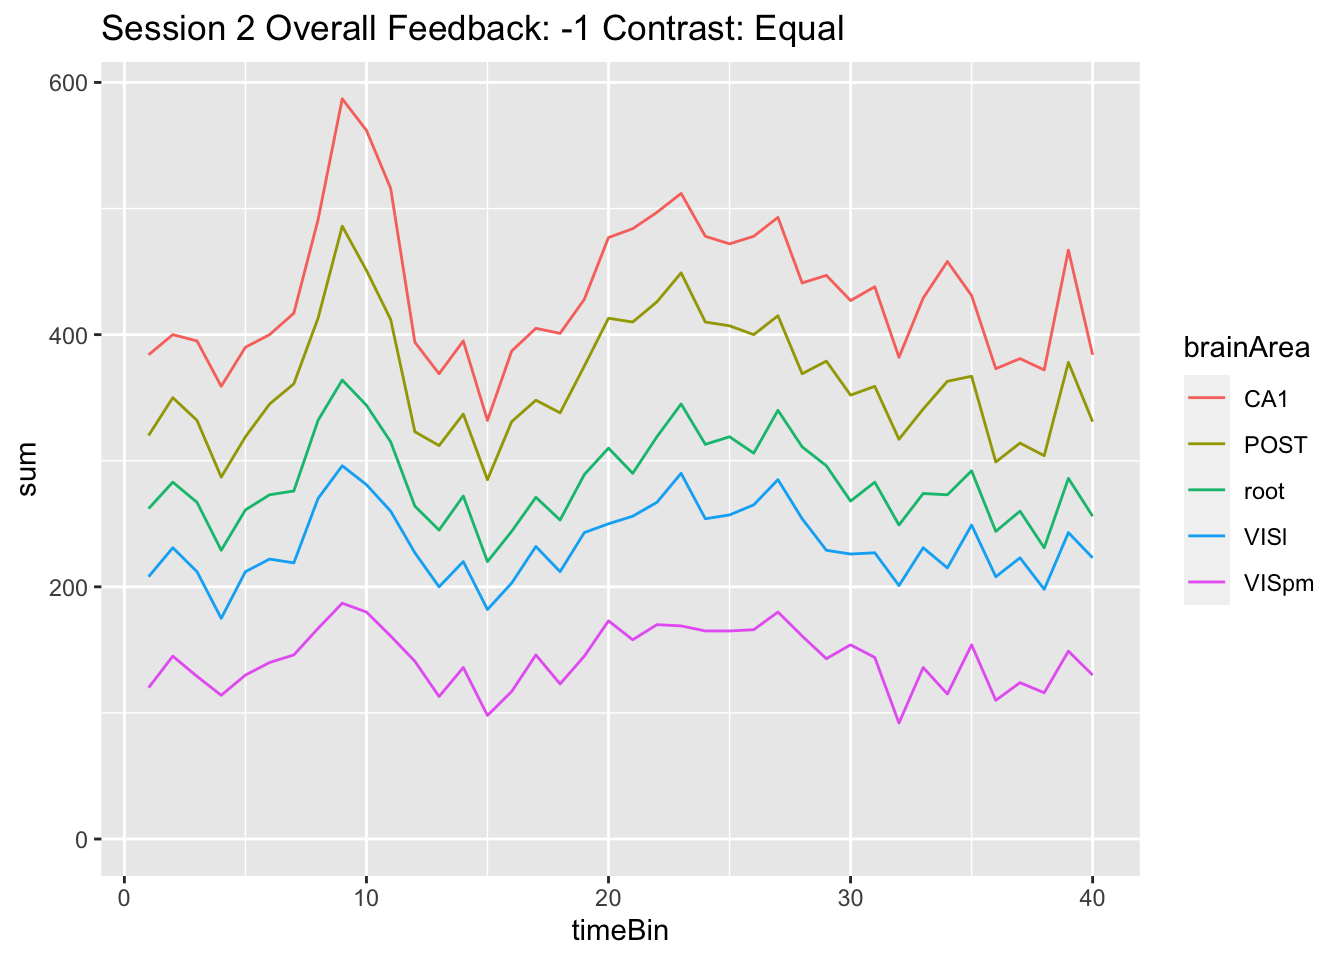 Session 2 Overall Feedback: -1 Contrast: Equal
600
400
200
0
sum
0 10 20 30 40
timeBin
brainArea
CA1
POST
root
VISl
VISpm